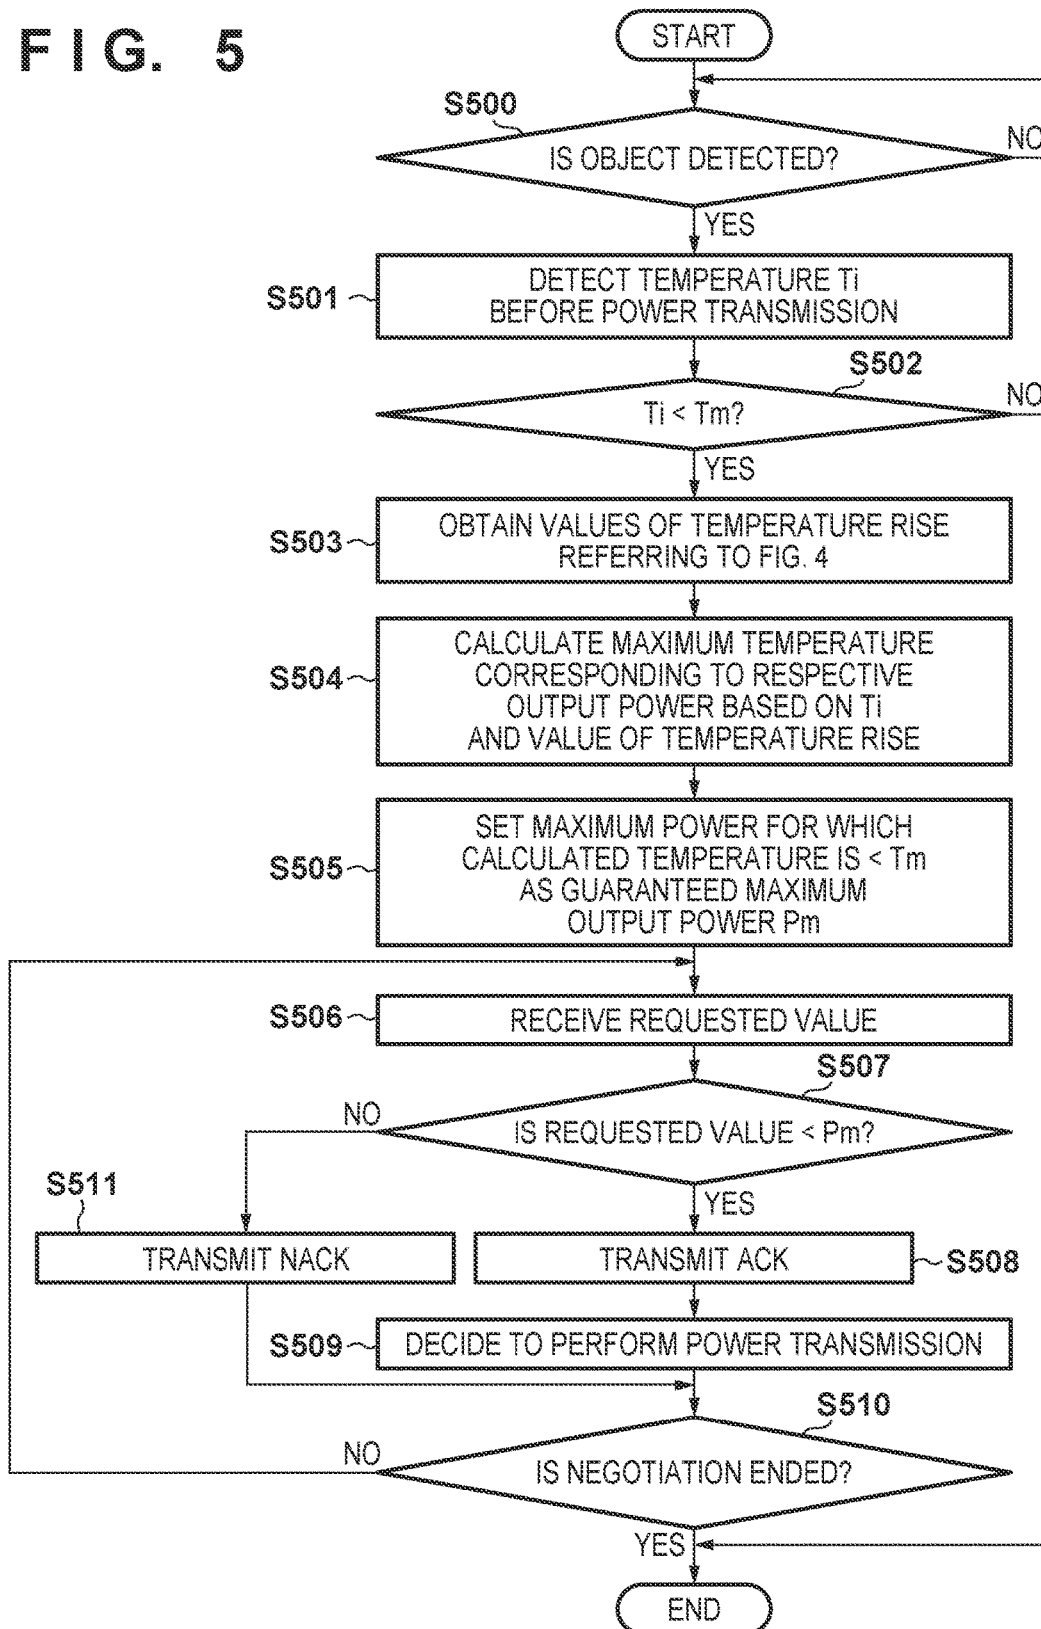 FIG. 5
START
S500
IS OBJECT DETECTED?
NO
YES
S501
DETECT TEMPERATURE Ti
BEFORE POWER TRANSMISSION
S502
Ti < Tm?
NO
YES
S503
OBTAIN VALUES OF TEMPERATURE RISE
REFERRING TO FIG. 4
S504
CALCULATE MAXIMUM TEMPERATURE
CORRESPONDING TO RESPECTIVE
OUTPUT POWER BASED ON Ti
AND VALUE OF TEMPERATURE RISE
S505
SET MAXIMUM POWER FOR WHICH
CALCULATED TEMPERATURE IS < Tm
AS GUARANTEED MAXIMUM
OUTPUT POWER Pm
S506
RECEIVE REQUESTED VALUE
S507
NO
IS REQUESTED VALUE < Pm?
YES
S511
TRANSMIT NACK
TRANSMIT ACK
S508
S509
DECIDE TO PERFORM POWER TRANSMISSION
S510
NO
IS NEGOTIATION ENDED?
YES
END